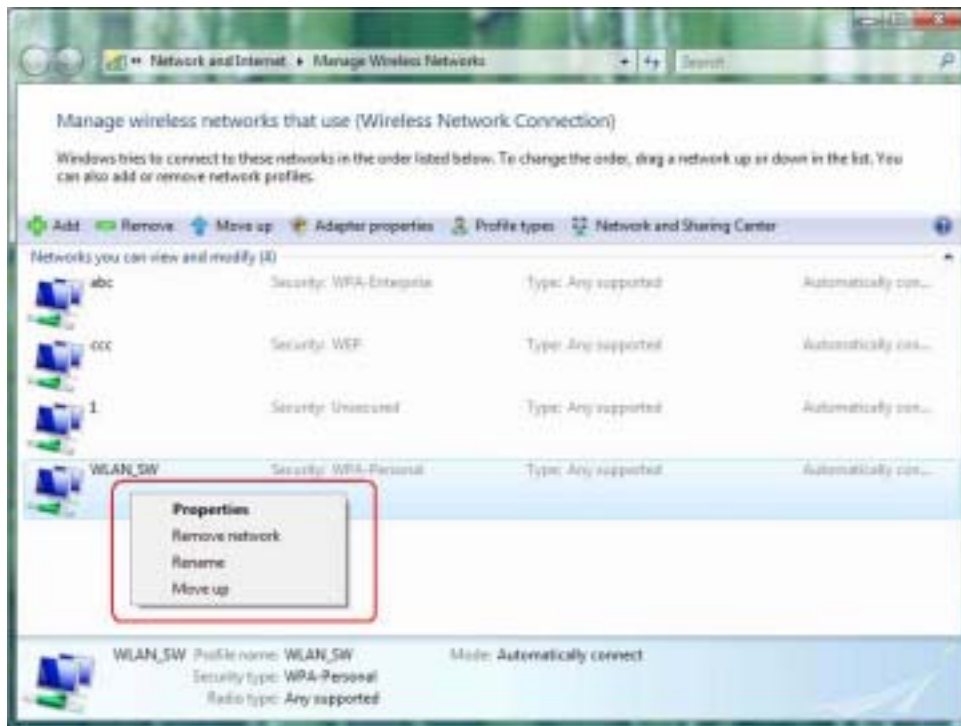 Network and Internet ▸ Manage Wireless Networks Search
Manage wireless networks that use (Wireless Network Connection)
Windows tries to connect to these networks in the order listed below. To change the order, drag a network up or down in the list. You
can also add or remove network profiles.
Add Remove Move up Adapter properties Profile types Network and Sharing Center
Networks you can view and modify (4)
abc Security: WPA-Enterprise Type: Any supported Automatically con...
ccc Security: WEP Type: Any supported Automatically con...
1 Security: Unsecured Type: Any supported Automatically con...
WLAN_SW Security: WPA-Personal Type: Any supported Automatically con...
Properties
Remove network
Rename
Move up
WLAN_SW Profile name: WLAN_SW Mode: Automatically connect
Security type: WPA-Personal
Radio type: Any supported